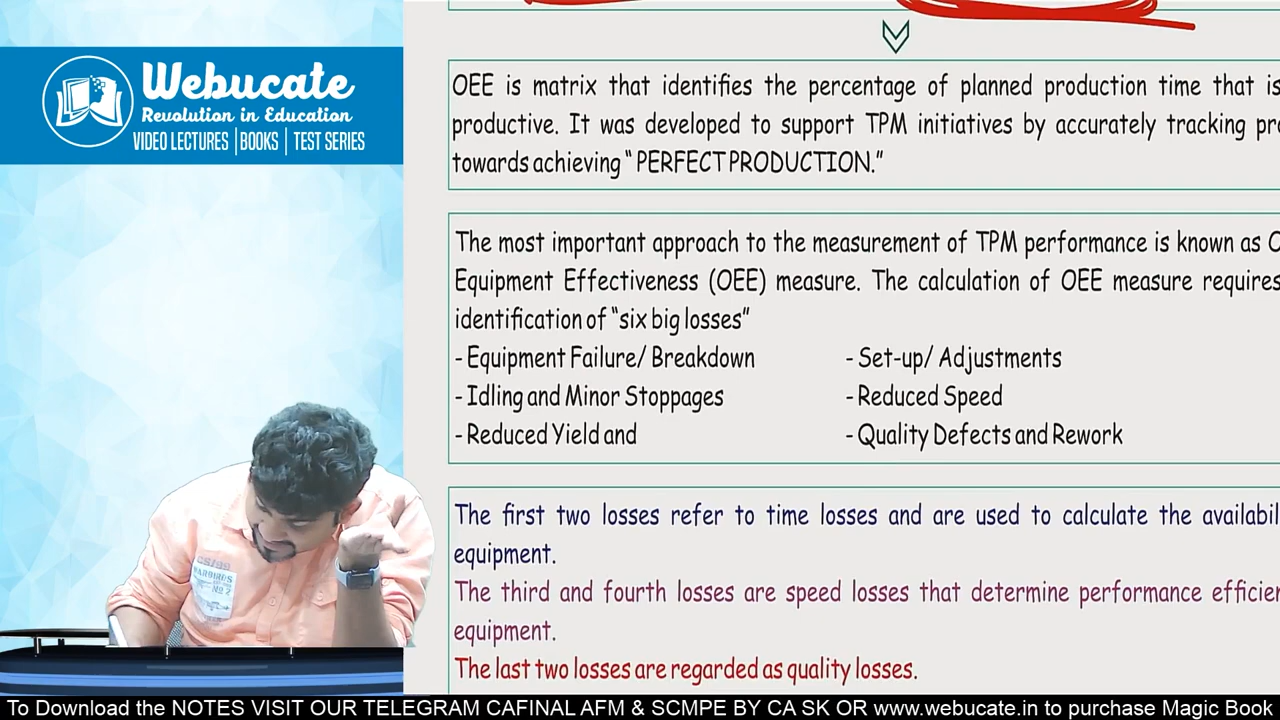 Webucate
Revolution in Education
VIDEO LECTURES | BOOKS | TEST SERIES
OEE is matrix that identifies the percentage of planned production time that is
productive. It was developed to support TPM initiatives by accurately tracking pr
towards achieving “ PERFECT PRODUCTION.”
The most important approach to the measurement of TPM performance is known as
Equipment Effectiveness (OEE) measure. The calculation of OEE measure requires
identification of “six big losses”
- Equipment Failure/ Breakdown - Set-up/ Adjustments
- Idling and Minor Stoppages - Reduced Speed
- Reduced Yield and - Quality Defects and Rework
The first two losses refer to time losses and are used to calculate the availabil
equipment.
The third and fourth losses are speed losses that determine performance efficien
equipment.
The last two losses are regarded as quality losses.
WARBIRDS
Nº 2
To Download the NOTES VISIT OUR TELEGRAM CAFINAL AFM & SCMPE BY CA SK OR www.webucate.in to purchase Magic Book